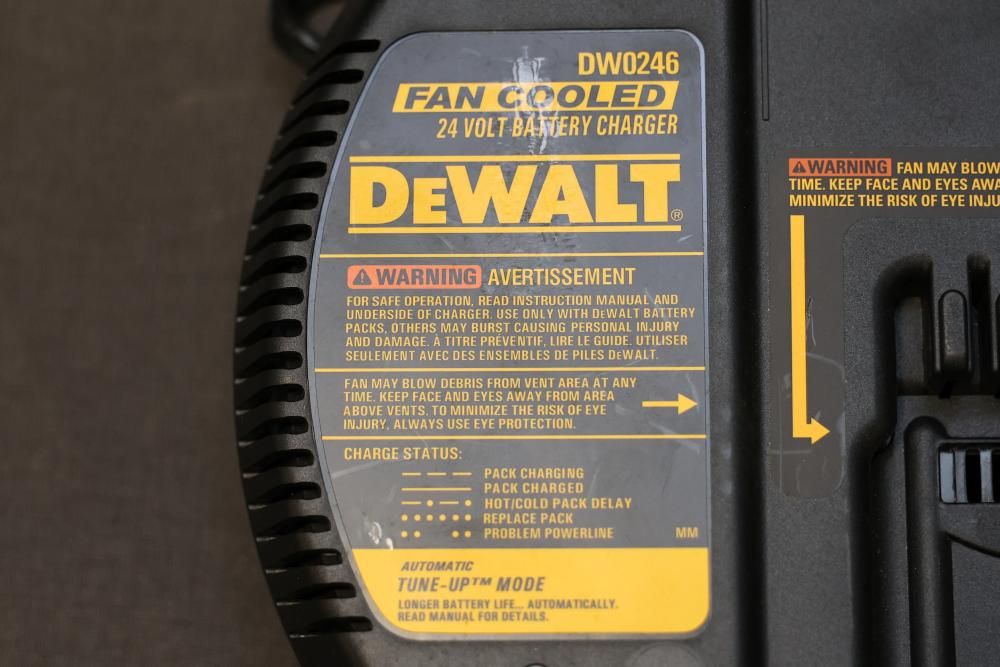 DW0246
FAN COOLED
24 VOLT BATTERY CHARGER
DEWALT®
WARNING AVERTISSEMENT
FOR SAFE OPERATION, READ INSTRUCTION MANUAL AND
UNDERSIDE OF CHARGER. USE ONLY WITH DEWALT BATTERY
PACKS, OTHERS MAY BURST CAUSING PERSONAL INJURY
AND DAMAGE. À TITRE PRÉVENTIF, LIRE LE GUIDE. UTILISER
SEULEMENT AVEC DES ENSEMBLES DE PILES DEWALT.
FAN MAY BLOW DEBRIS FROM VENT AREA AT ANY
TIME. KEEP FACE AND EYES AWAY FROM AREA
ABOVE VENTS. TO MINIMIZE THE RISK OF EYE
INJURY, ALWAYS USE EYE PROTECTION.
CHARGE STATUS:
PACK CHARGING
PACK CHARGED
HOT/COLD PACK DELAY
REPLACE PACK
PROBLEM POWERLINE MM
AUTOMATIC
TUNE-UP™ MODE
LONGER BATTERY LIFE... AUTOMATICALLY.
READ MANUAL FOR DETAILS.
WARNING FAN MAY BLOW
TIME. KEEP FACE AND EYES AWA
MINIMIZE THE RISK OF EYE INJU